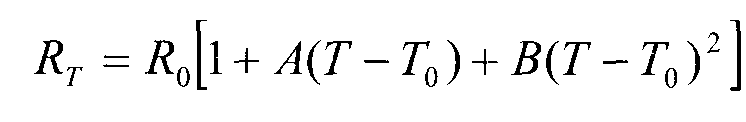 R_T = R_0[1 + A(T − T_0) + B(T − T_0)^2]